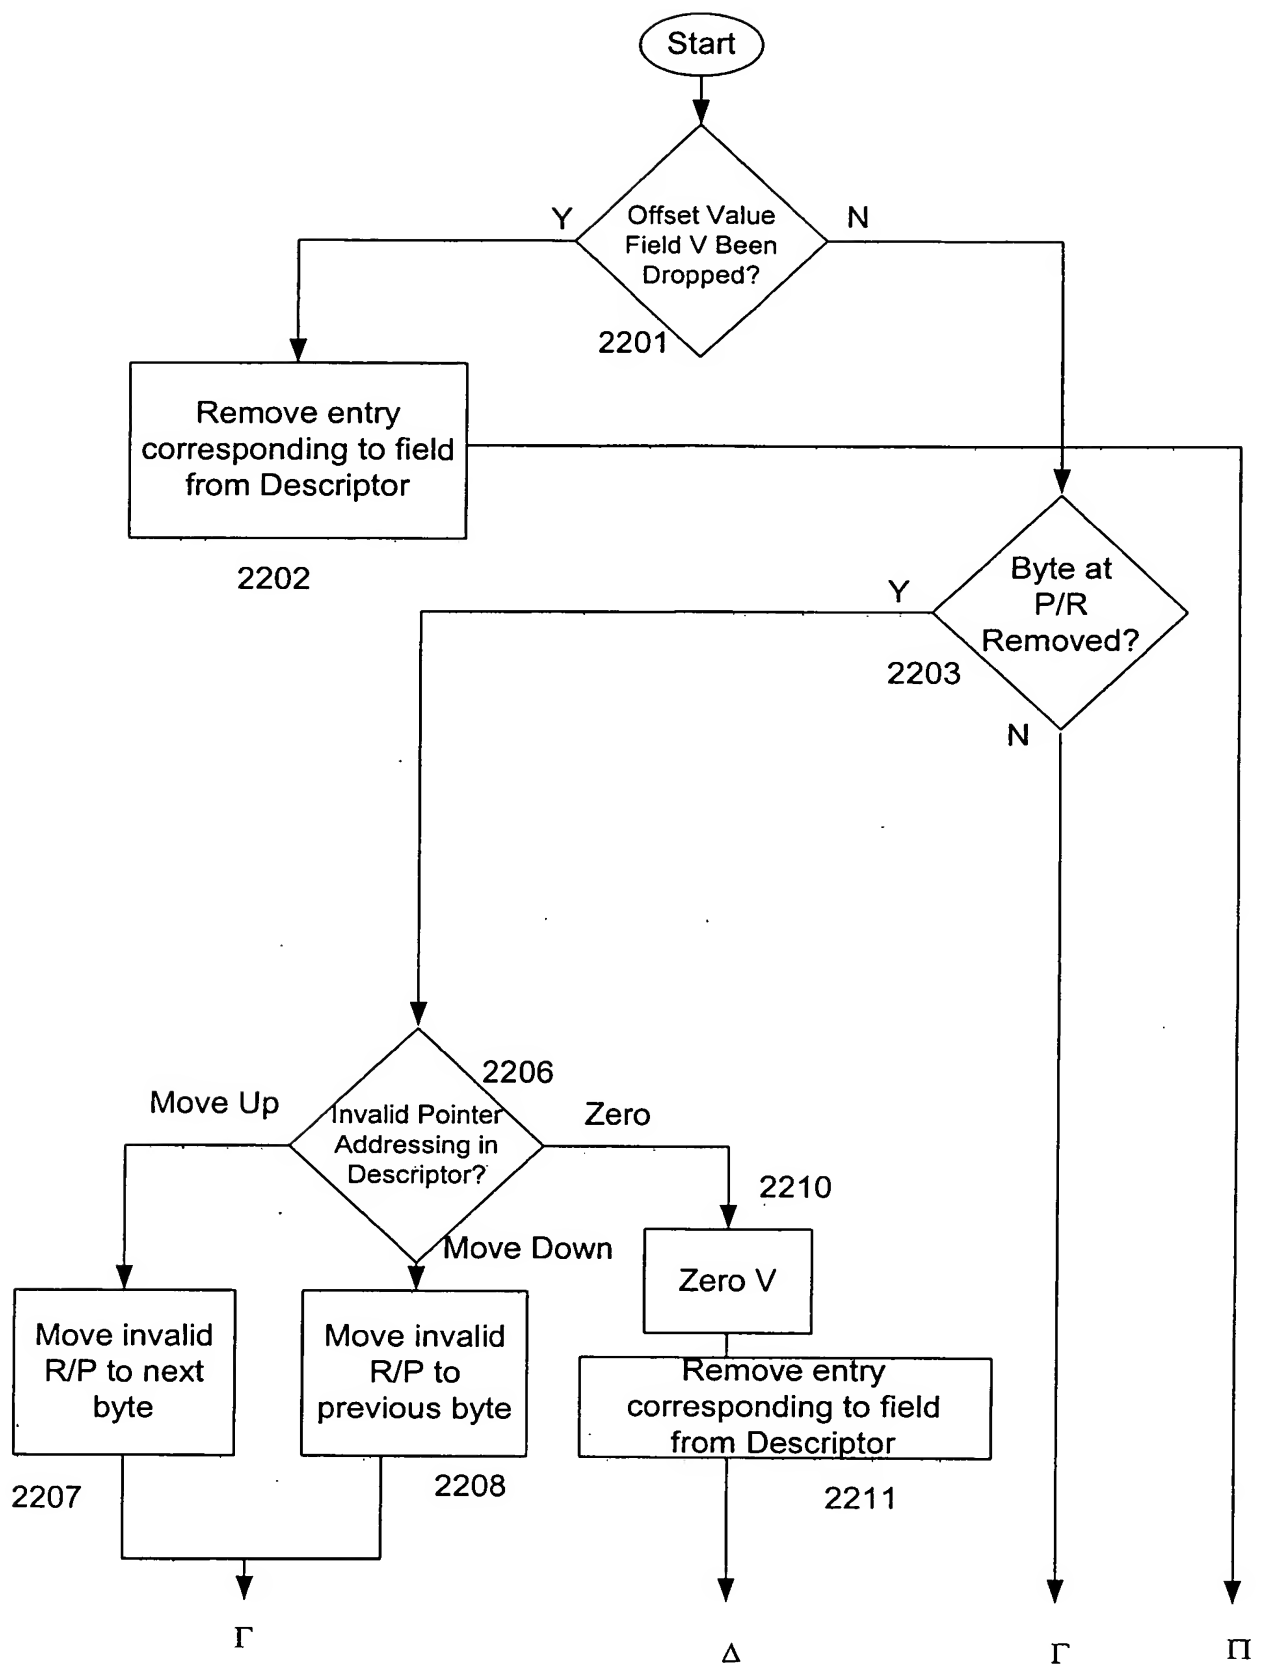 Start
Y
Offset Value
Field V Been
Dropped?
N
2201
Remove entry
corresponding to field
from Descriptor
2202
Byte at
P/R
Removed?
Y
2203
N
2206
Move Up
Invalid Pointer
Addressing in
Descriptor?
Zero
2210
Move Down
Zero V
Move invalid
R/P to next
byte
Move invalid
R/P to
previous byte
Remove entry
corresponding to field
from Descriptor
2207
2208
2211
Γ
Δ
Γ
Π